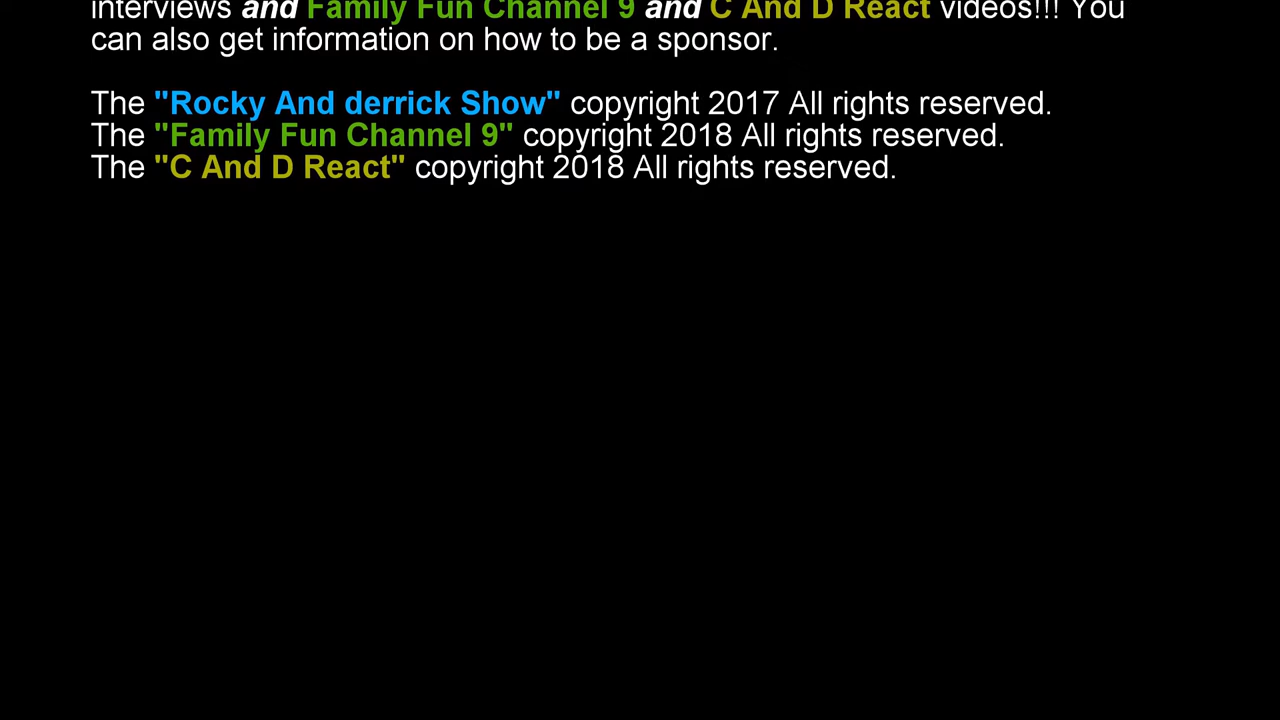 interviews and Family Fun Channel 9 and C And D React videos!!! You
can also get information on how to be a sponsor.
The "Rocky And derrick Show" copyright 2017 All rights reserved.
The "Family Fun Channel 9" copyright 2018 All rights reserved.
The "C And D React" copyright 2018 All rights reserved.